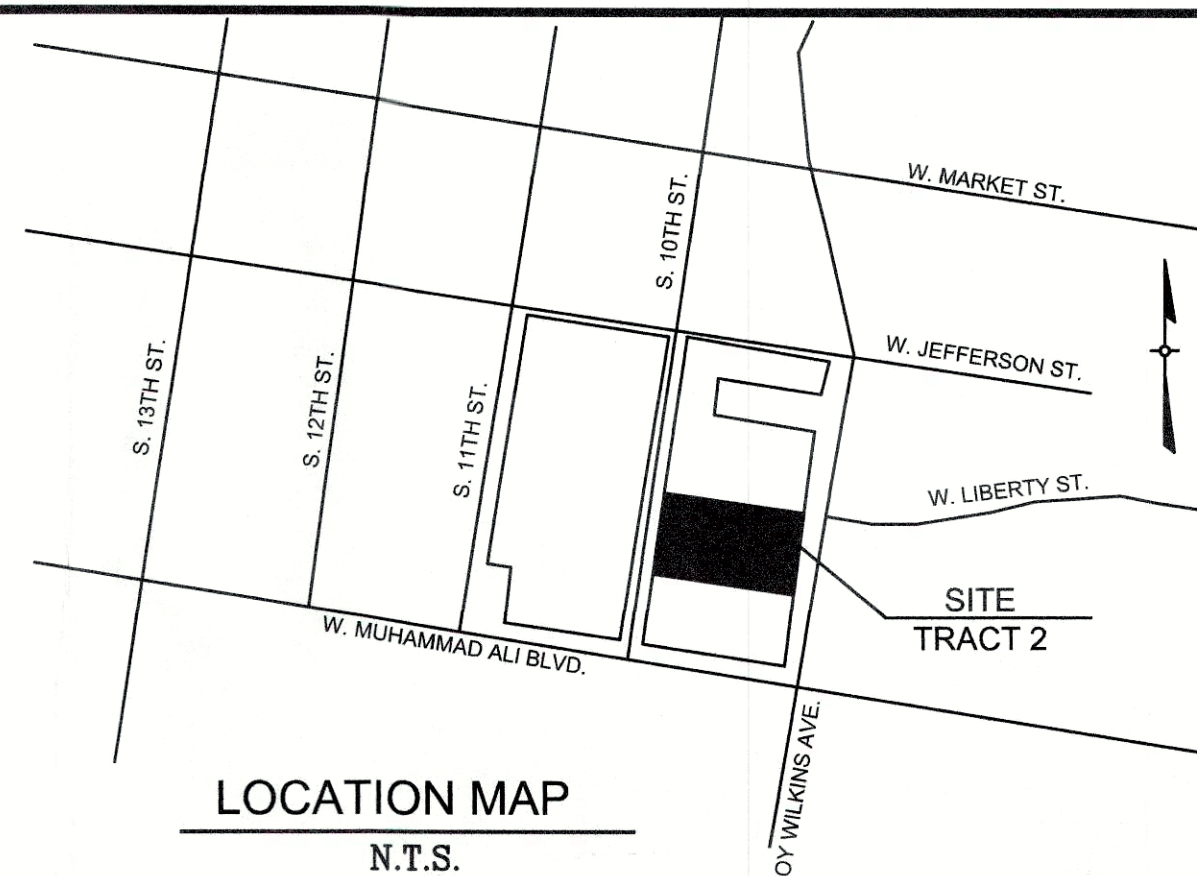 W. MARKET ST.
S. 10TH ST.
W. JEFFERSON ST.
S. 13TH ST.
S. 12TH ST.
S. 11TH ST.
W. LIBERTY ST.
SITE
TRACT 2
W. MUHAMMAD ALI BLVD.
OY WILKINS AVE.
LOCATION MAP
N.T.S.